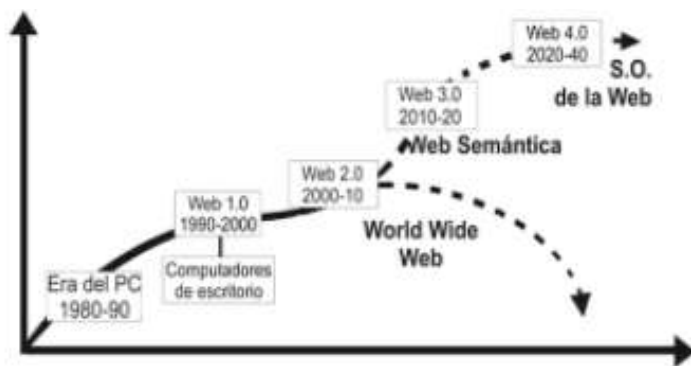 Web 4.0
2020-40
S.O.
de la Web
Web 3.0
2010-20
Web Semántica
Web 2.0
2000-10
World Wide
Web
Web 1.0
1990-2000
Computadores
de escritorio
Era del PC
1980-90